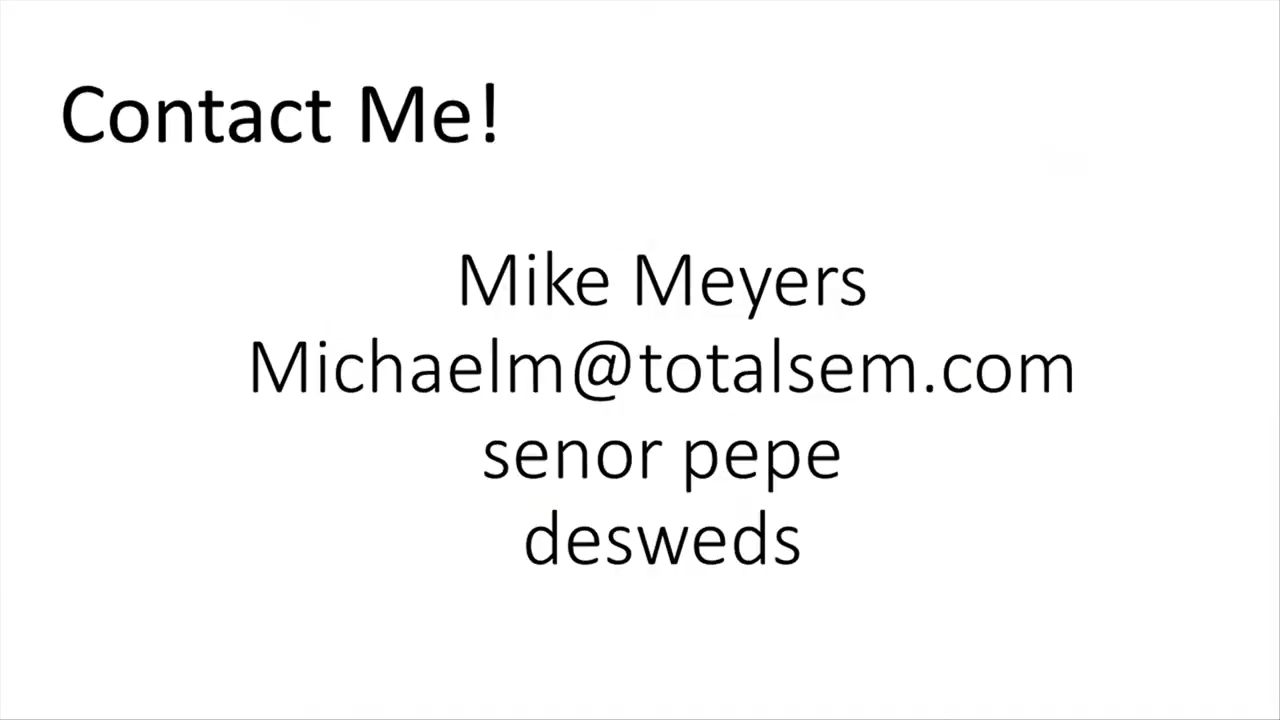 Contact Me!
Mike Meyers
Michaelm@totalsem.com
senor pepe
desweds